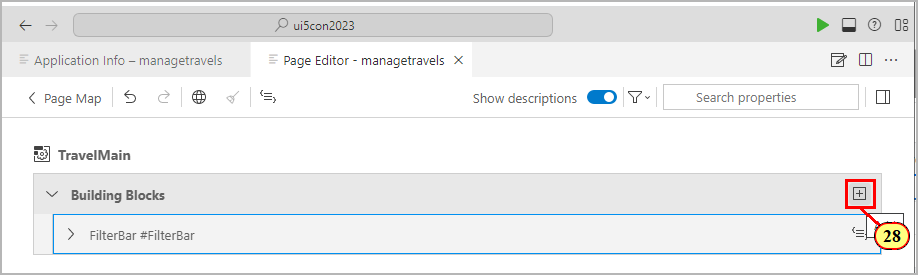 ui5con2023
Application Info – managetravels
Page Editor - managetravels
Page Map
Show descriptions
Search properties
TravelMain
Building Blocks
FilterBar #FilterBar
28